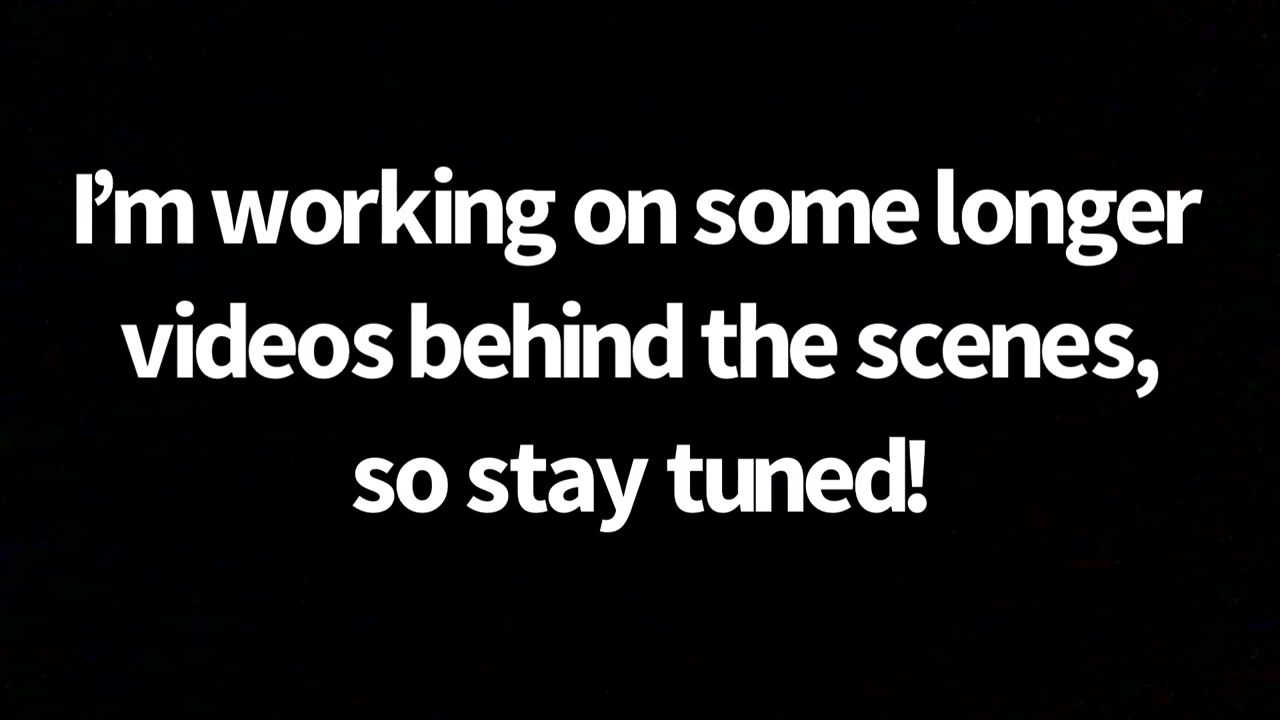 I’m working on some longer
videos behind the scenes,
so stay tuned!